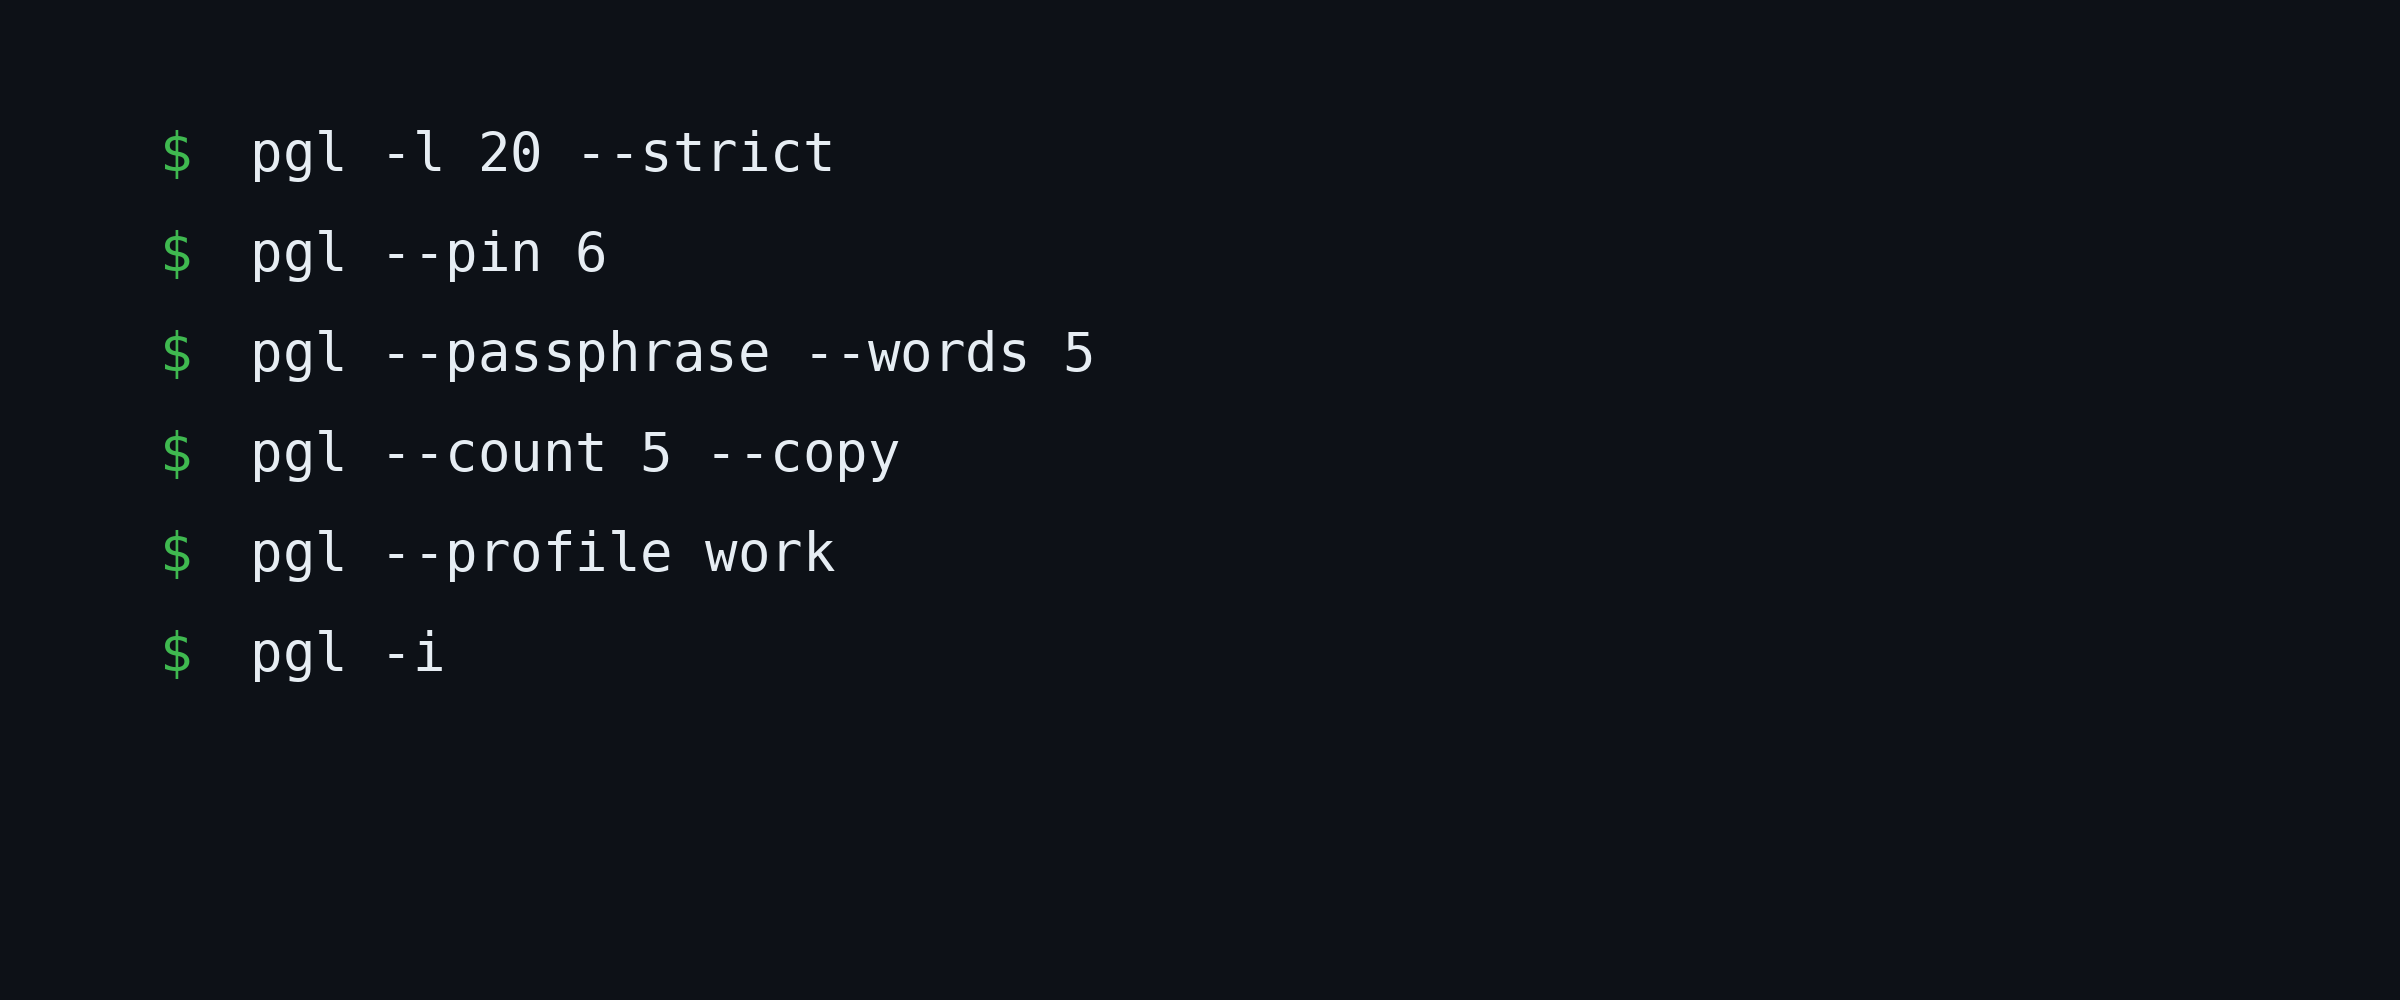 $ pgl -l 20 --strict
$ pgl --pin 6
$ pgl --passphrase --words 5
$ pgl --count 5 --copy
$ pgl --profile work
$ pgl -i